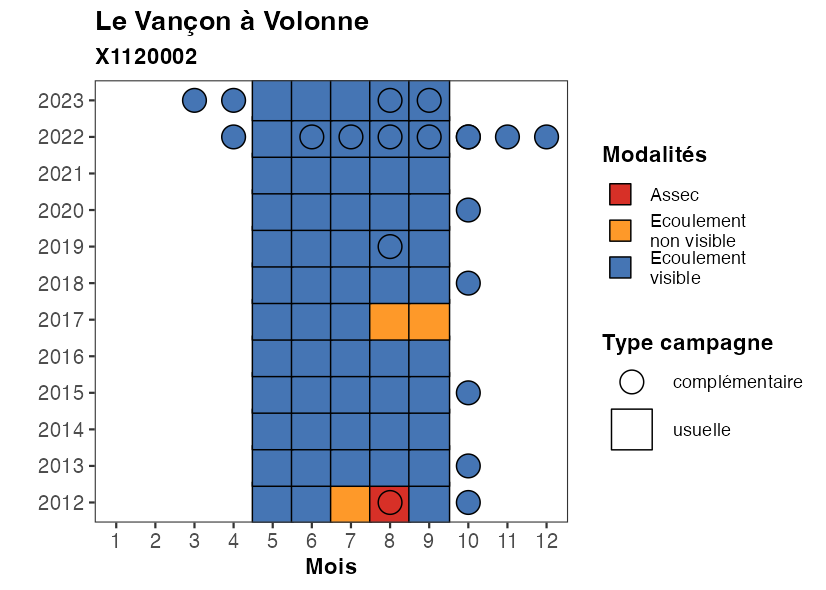 Le Vançon à Volonne
X1120002
2023
2022
2021
2020
2019
2018
2017
2016
2015
2014
2013
2012
1 2 3 4 5 6 7 8 9 10 11 12
Mois
Modalités
Assec
Ecoulement
non visible
Ecoulement
visible
Type campagne
complémentaire
usuelle